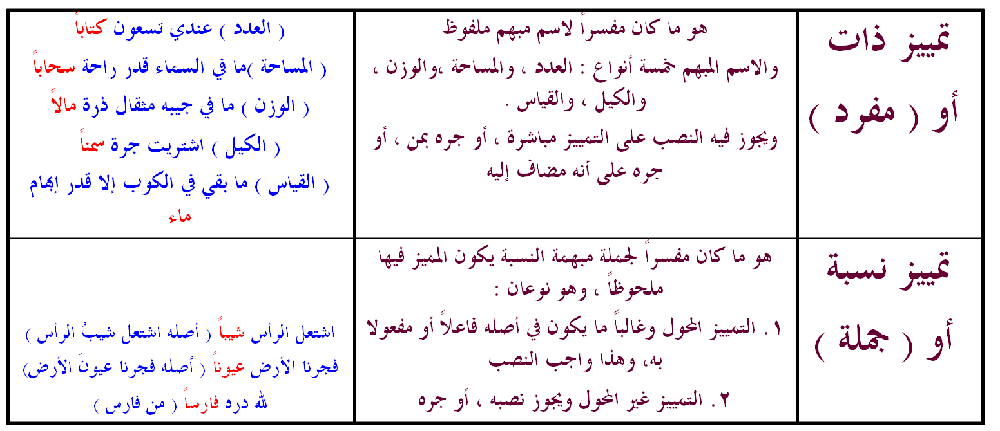 تمييز ذات
أو ( مفرد )
هو ما كان مفسراً لاسم مبهم ملفوظ
والاسم المبهم خمسة أنواع : العدد ، والمساحة ،والوزن ،
والكيل ، والقياس .
ويجوز فيه النصب على التمييز مباشرة ، أو جره بمن ، أو
جره على أنه مضاف إليه
( العدد ) عندي تسعون كتاباً
( المساحة )ما في السماء قدر راحة سحاباً
( الوزن ) ما في جيبه مثقال ذرة مالاً
( الكيل ) اشتريت جرة سمناً
( القياس ) ما بقي في الكوب إلا قدر إبهام
ماء
تمييز نسبة
أو ( جملة )
هو ما كان مفسراً لجملة مبهمة النسبة يكون المميز فيها
ملحوظاً ، وهو نوعان :
١. التمييز المحول وغالباً ما يكون في أصله فاعلاً أو مفعولا
به، وهذا واجب النصب
٢. التمييز غير المحول ويجوز نصبه ، أو جره
اشتعل الرأس شيباً ( أصله اشتعل شيبُ الرأس )
فجرنا الأرض عيوناً ( أصله فجرنا عيونَ الأرض)
لله دره فارساً ( من فارس )